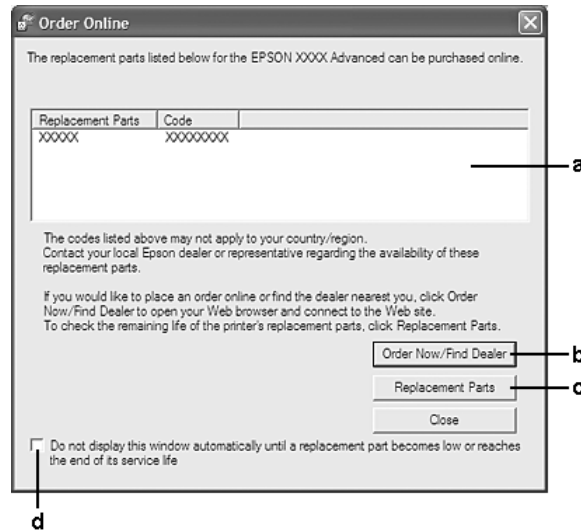 Order Online
The replacement parts listed below for the EPSON XXXX Advanced can be purchased online.
Replacement Parts Code
XXXXX XXXXXXXX
a
The codes listed above may not apply to your country/region.
Contact your local Epson dealer or representative regarding the availability of these
replacement parts.
If you would like to place an order online or find the dealer nearest you, click Order
Now/Find Dealer to open your Web browser and connect to the Web site.
To check the remaining life of the printer's replacement parts, click Replacement Parts.
Order Now/Find Dealer b
Replacement Parts c
Close
Do not display this window automatically until a replacement part becomes low or reaches
the end of its service life
d